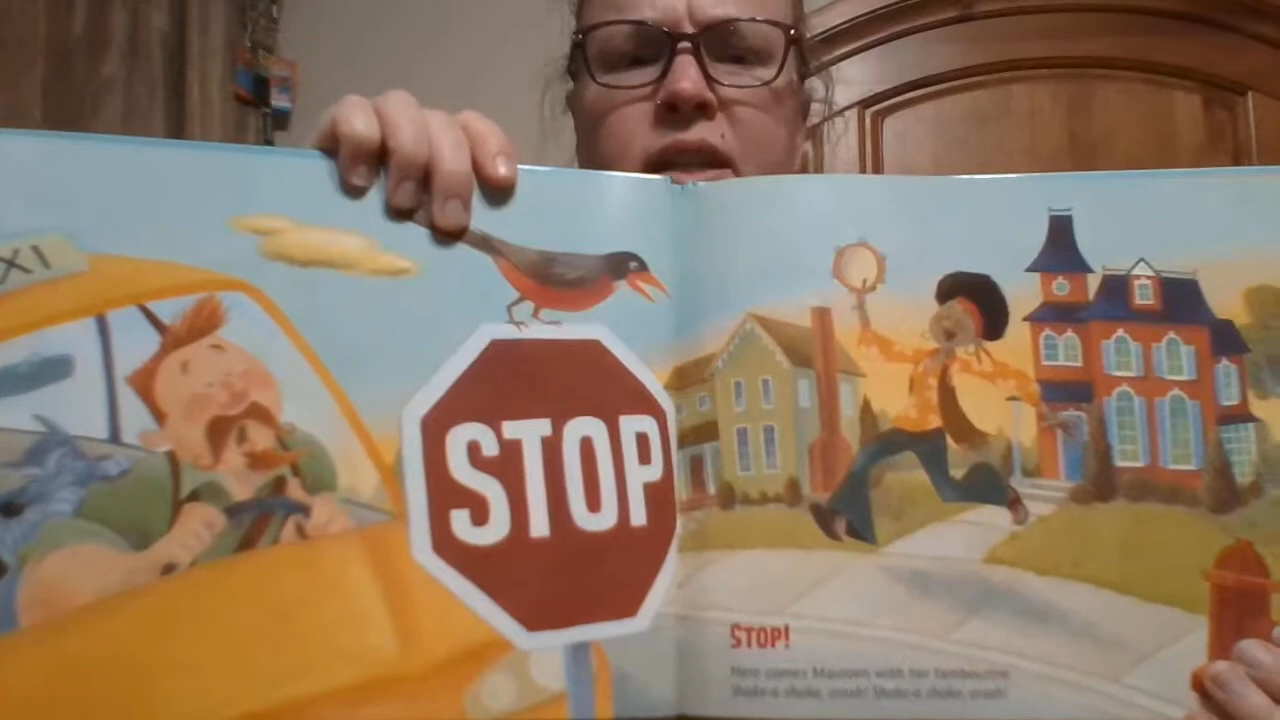 XI
STOP
STOP!
Here comes Maureen with her tambourine.
Shake-a shake, crash! Shake-a shake, crash!